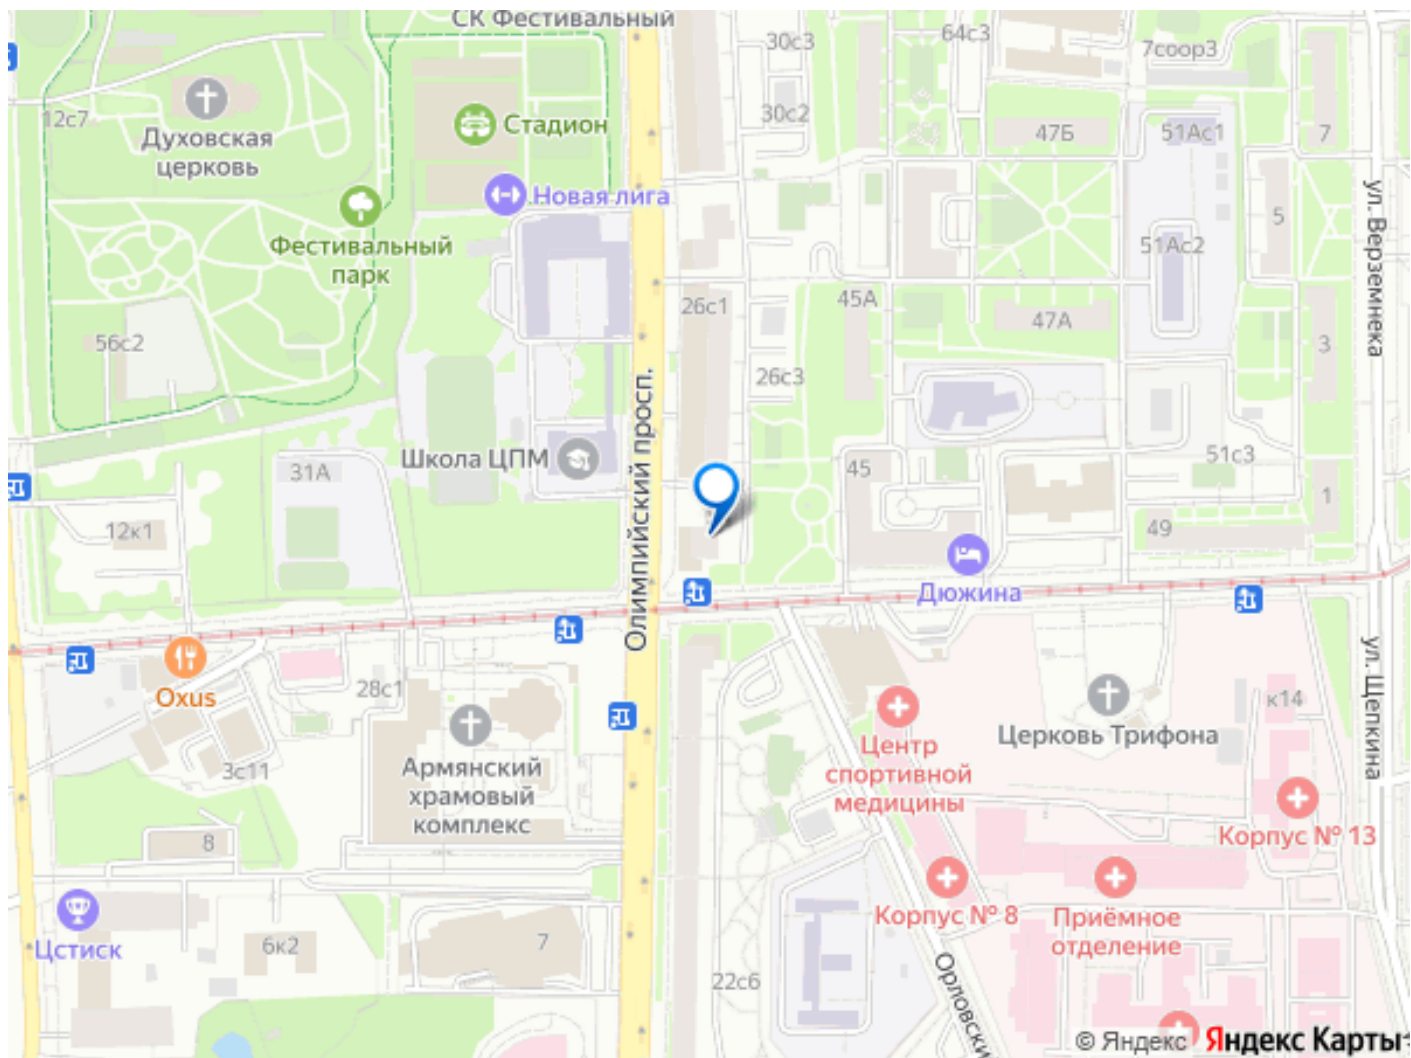 СК Фестивальный
30с3
64с3
7соор3
12с7
Духовская
церковь
Стадион
30с2
47Б
51Ас1
7
Новая лига
ул. Верземнека
5
Фестивальный
парк
51Ас2
26с1
45А
47А
56с2
3
26с3
Олимпийский просп.
Школа ЦПМ
31А
45
51с3
1
12к1
49
Дюжина
Oxus
28с1
ул. Щепкина
к14
Церковь Трифона
Центр
спортивной
медицины
3с11
Армянский
храмовый
комплекс
8
Корпус № 13
Корпус № 8
Приёмное
отделение
Цстиск
6к2
7
22с6
Орловски
© Яндекс Яндекс Карты